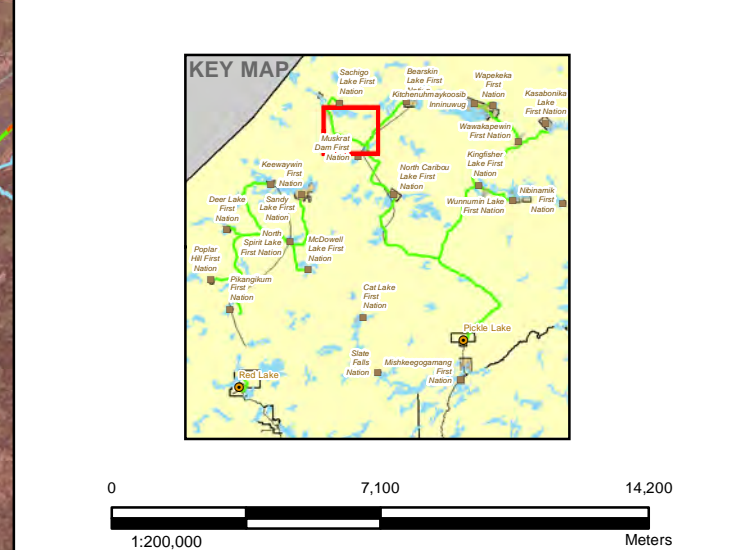 KEY MAP
Sachigo
Lake First
Nation
Bearskin
Lake First
Nation
Kitchenuhmaykoosib
Inninuwug
Wapekeka
First
Nation
Kasabonika
Lake
First Nation
Muskrat
Dam First
Nation
Wawakapewin
First Nation
Kingfisher
Lake First
Nation
Keewaywin
First
Nation
North Caribou
Lake First
Nation
Nibinamik
First
Nation
Deer Lake
First
Nation
Sandy
Lake First
Nation
Wunnumin Lake
First Nation
North
Spirit Lake
First Nation
McDowell
Lake First
Nation
Poplar
Hill First
Nation
Pikangikum
First
Nation
Cat Lake
First
Nation
Pickle Lake
Slate
Falls
Nation
Mishkeegogamang
First
Nation
Red Lake
0 7,100 14,200
1:200,000 Meters